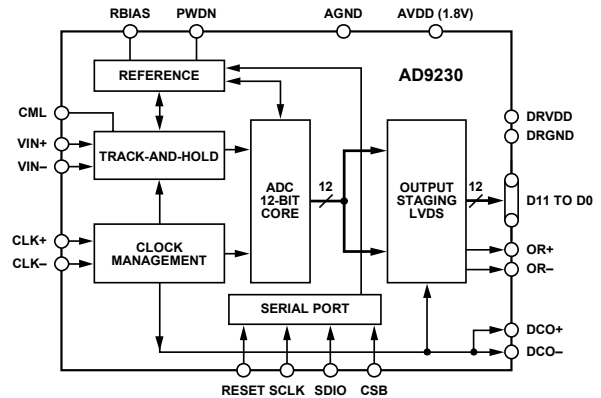 RBIAS PWDN AGND AVDD (1.8V)
REFERENCE
AD9230
CML
VIN+
VIN–
TRACK-AND-HOLD
ADC
12-BIT
CORE
12
OUTPUT
STAGING
LVDS
12
DRVDD
DRGND
D11 TO D0
CLK+
CLK–
CLOCK
MANAGEMENT
OR+
OR–
SERIAL PORT
DCO+
DCO–
RESET SCLK SDIO CSB